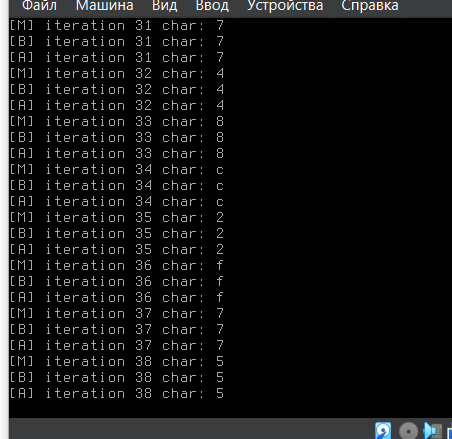 Файл Машина Вид Ввод Устройства Справка
[M] iteration 31 char: 7
[B] iteration 31 char: 7
[A] iteration 31 char: 7
[M] iteration 32 char: 4
[B] iteration 32 char: 4
[A] iteration 32 char: 4
[M] iteration 33 char: 8
[B] iteration 33 char: 8
[A] iteration 33 char: 8
[M] iteration 34 char: c
[B] iteration 34 char: c
[A] iteration 34 char: c
[M] iteration 35 char: 2
[B] iteration 35 char: 2
[A] iteration 35 char: 2
[M] iteration 36 char: f
[B] iteration 36 char: f
[A] iteration 36 char: f
[M] iteration 37 char: 7
[B] iteration 37 char: 7
[A] iteration 37 char: 7
[M] iteration 38 char: 5
[B] iteration 38 char: 5
[A] iteration 38 char: 5